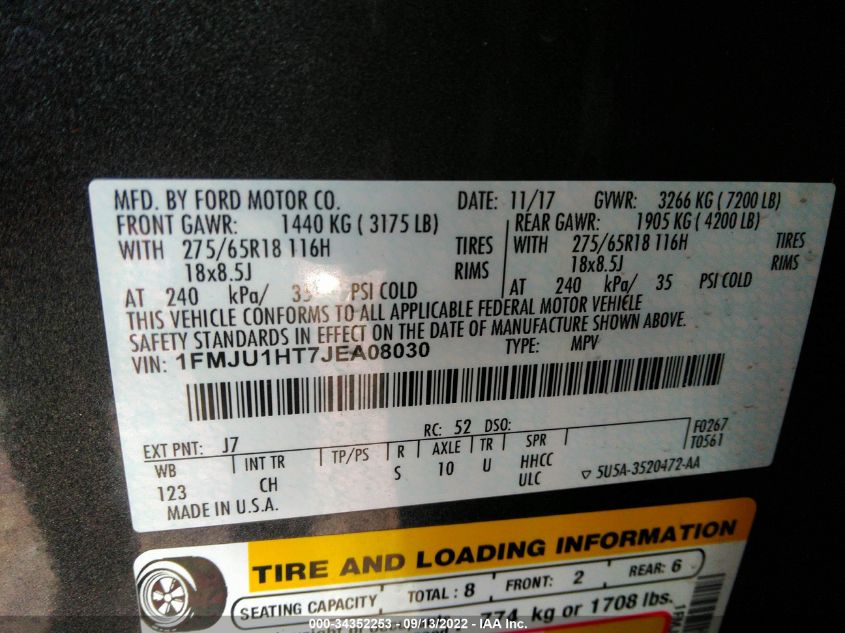 MFD. BY FORD MOTOR CO. DATE: 11/17 GVWR: 3266 KG ( 7200 LB)
FRONT GAWR: 1440 KG ( 3175 LB) REAR GAWR: 1905 KG ( 4200 LB)
WITH 275/65R18 116H TIRES WITH 275/65R18 116H TIRES
18x8.5J RIMS 18x8.5J RIMS
AT 240 kPa/ 35 PSI COLD AT 240 kPa/ 35 PSI COLD
THIS VEHICLE CONFORMS TO ALL APPLICABLE FEDERAL MOTOR VEHICLE
SAFETY STANDARDS IN EFFECT ON THE DATE OF MANUFACTURE SHOWN ABOVE.
VIN: 1FMJU1HT7JEA08030 TYPE: MPV
EXT PNT: J7 RC: 52 DSO: F0267
T0561
WB INT TR TP/PS R AXLE TR SPR
123 CH S 10 U HHCC
ULC
MADE IN U.S.A. ▽ 5U5A-3520472-AA
TIRE AND LOADING INFORMATION
SEATING CAPACITY TOTAL : 8 FRONT: 2 REAR: 6
774 kg or 1708 lbs.
000-34352253 - 09/13/2022 - IAA Inc.